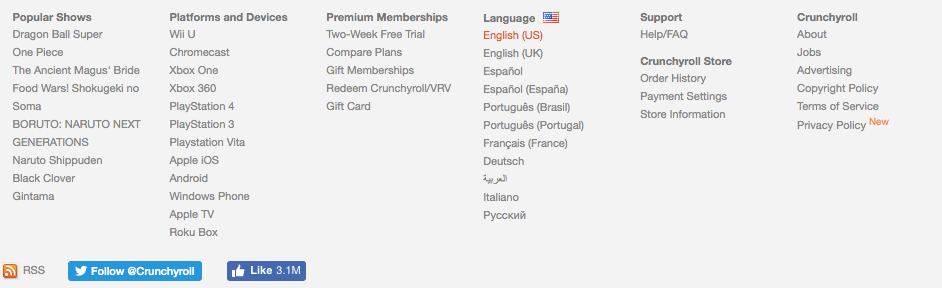 Popular Shows
Dragon Ball Super
One Piece
The Ancient Magus' Bride
Food Wars! Shokugeki no
Soma
BORUTO: NARUTO NEXT
GENERATIONS
Naruto Shippuden
Black Clover
Gintama
Platforms and Devices
Wii U
Chromecast
Xbox One
Xbox 360
PlayStation 4
PlayStation 3
Playstation Vita
Apple iOS
Android
Windows Phone
Apple TV
Roku Box
Premium Memberships
Two-Week Free Trial
Compare Plans
Gift Memberships
Redeem Crunchyroll/VRV
Gift Card
Language
English (US)
English (UK)
Español
Español (España)
Português (Brasil)
Português (Portugal)
Français (France)
Deutsch
العربية
Italiano
Русский
Support
Help/FAQ
Crunchyroll Store
Order History
Payment Settings
Store Information
Crunchyroll
About
Jobs
Advertising
Copyright Policy
Terms of Service
Privacy Policy New
RSS
Follow @Crunchyroll
Like 3.1M